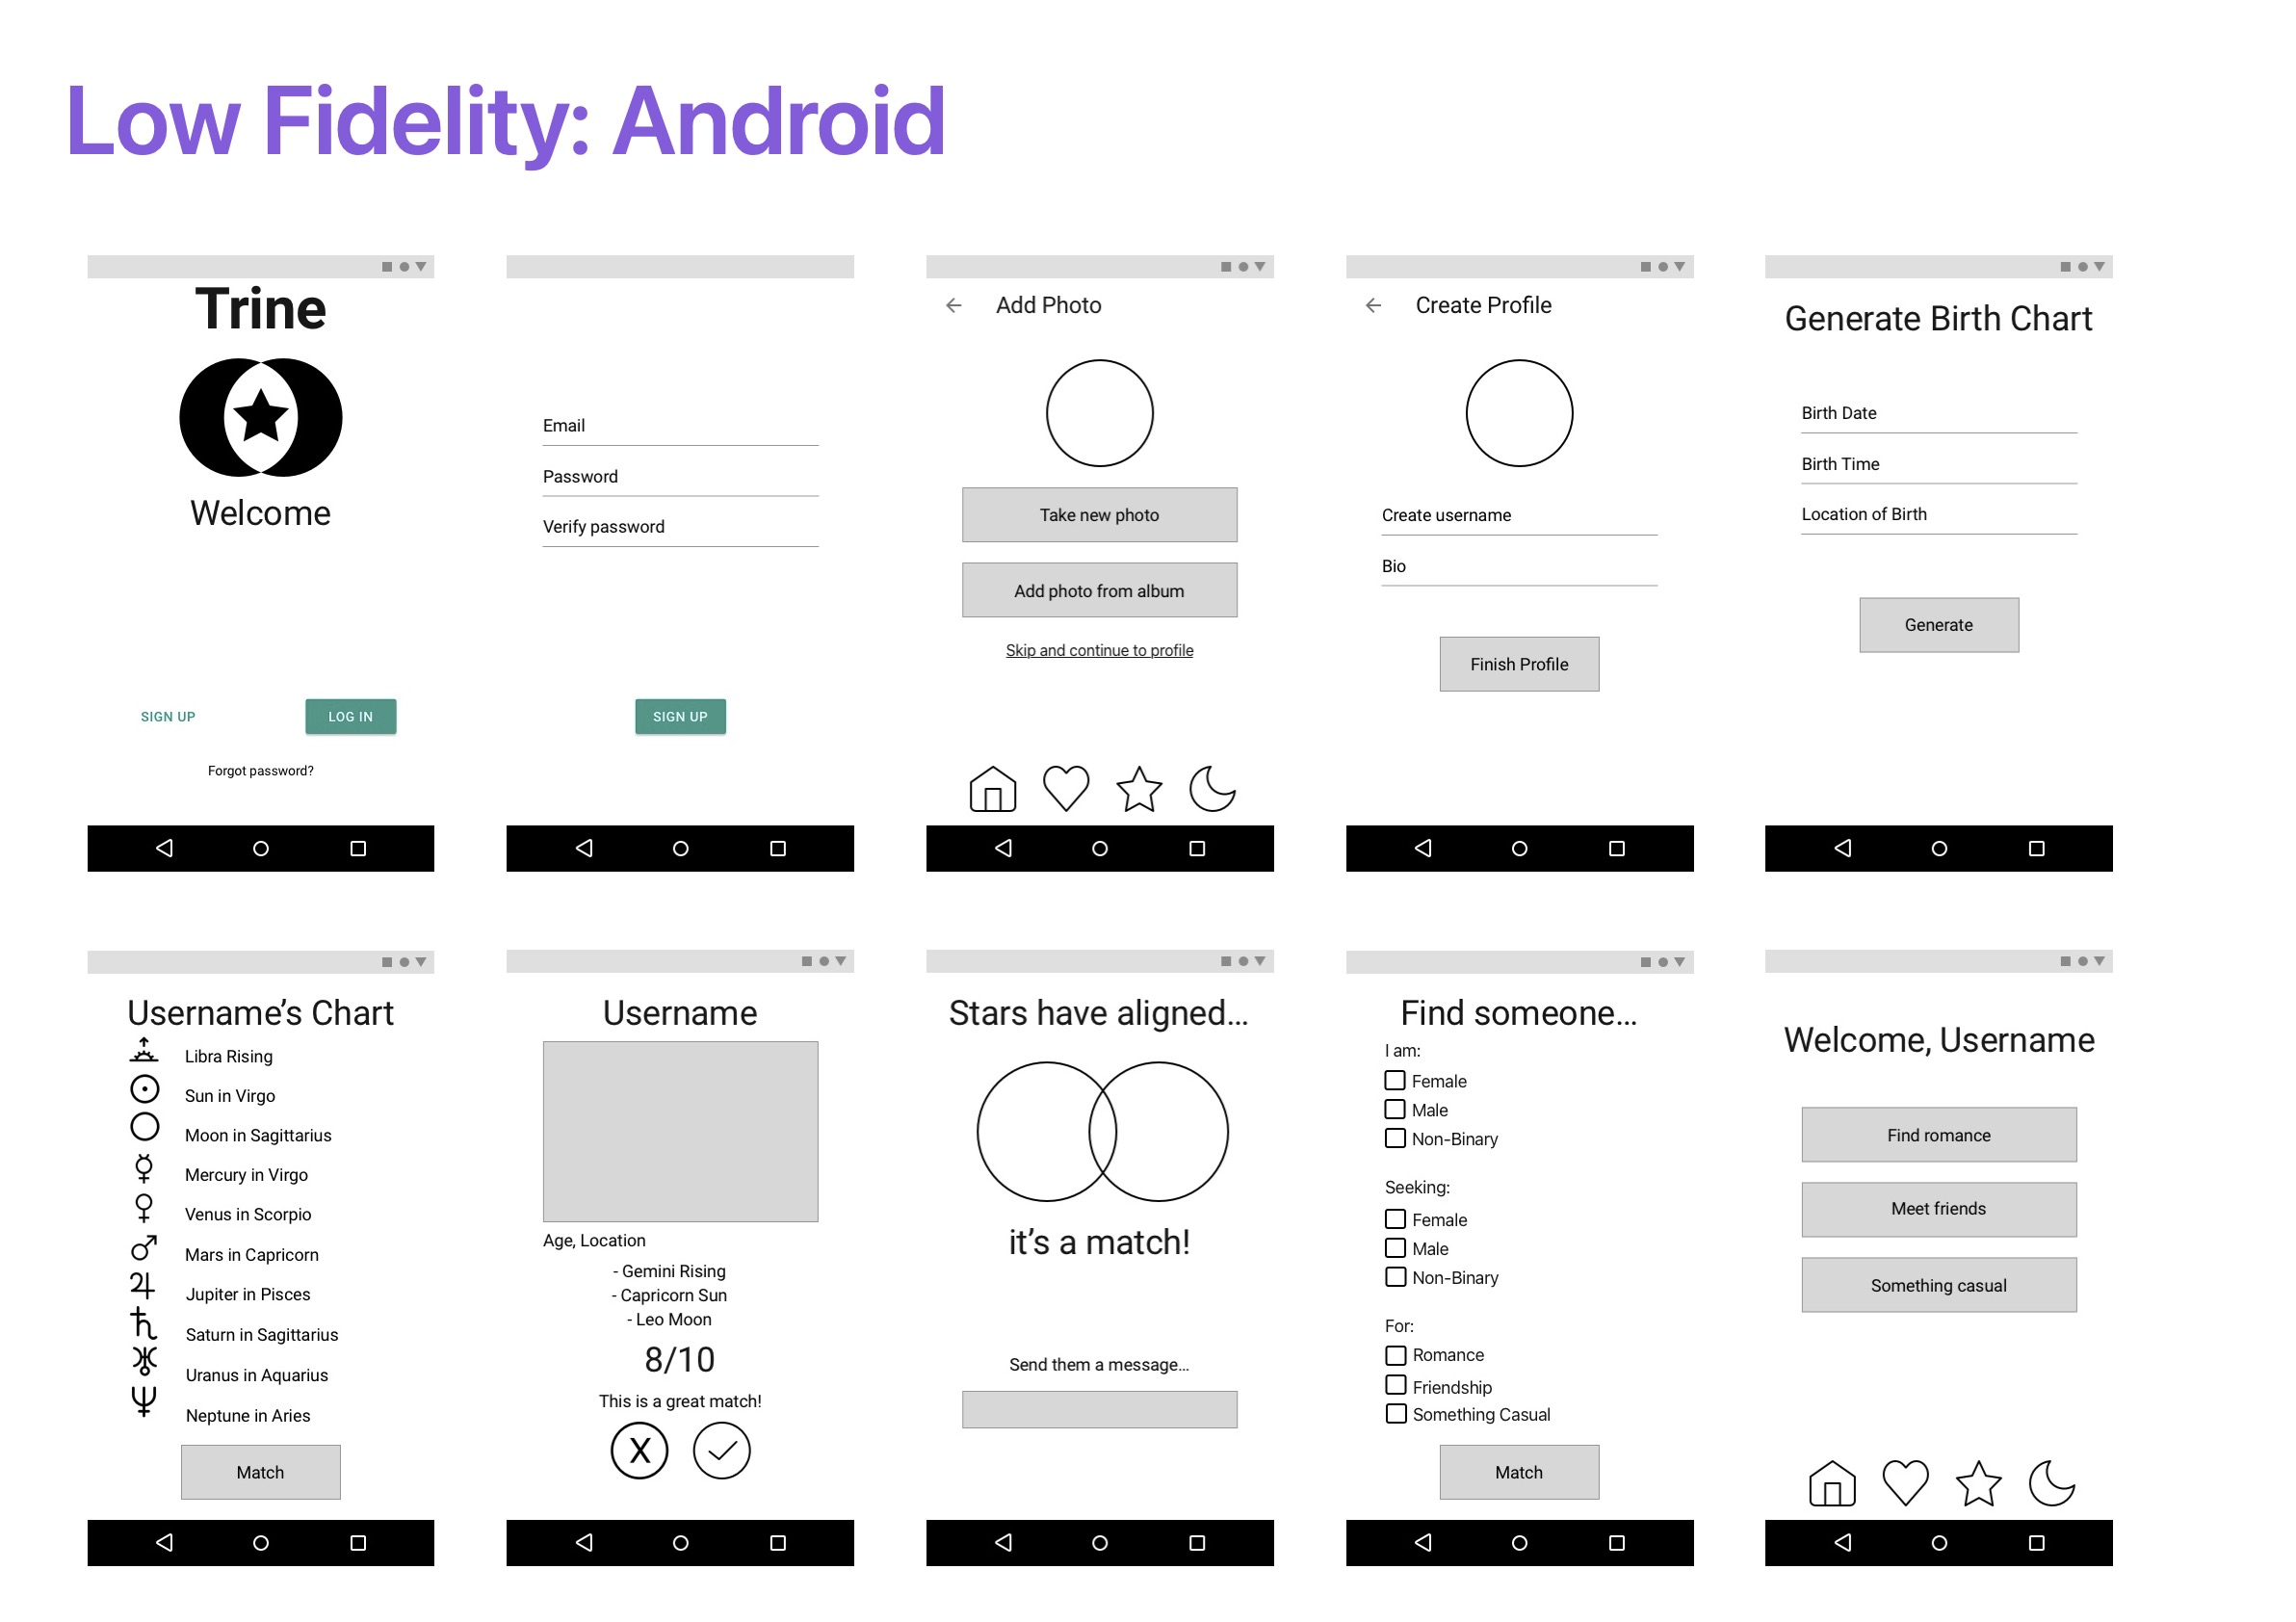 Low Fidelity: Android
Trine
Welcome
SIGN UP
LOG IN
Forgot password?
Email
Password
Verify password
SIGN UP
Add Photo
Take new photo
Add photo from album
Skip and continue to profile
Create Profile
Create username
Bio
Finish Profile
Generate Birth Chart
Birth Date
Birth Time
Location of Birth
Generate
Username’s Chart
Libra Rising
Sun in Virgo
Moon in Sagittarius
Mercury in Virgo
Venus in Scorpio
Mars in Capricorn
Jupiter in Pisces
Saturn in Sagittarius
Uranus in Aquarius
Neptune in Aries
Match
Username
Age, Location
- Gemini Rising
- Capricorn Sun
- Leo Moon
8/10
This is a great match!
X
Stars have aligned...
it’s a match!
Send them a message...
Find someone...
I am:
Female
Male
Non-Binary
Seeking:
Female
Male
Non-Binary
For:
Romance
Friendship
Something Casual
Match
Welcome, Username
Find romance
Meet friends
Something casual